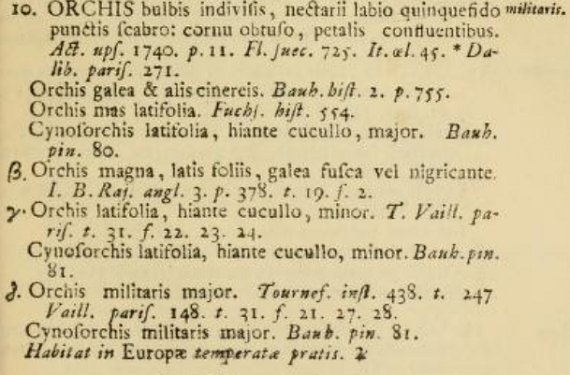 10. ORCHIS bulbis indivisis, nectarii labio quinquefido militaris.
punctis scabro: cornu obtuso, petalis confluentibus.
Act. ups. 1740. p. 11. Fl. suec. 725. It. œl. 45. * Da-
lib. paris. 271.
Orchis galea & alis cinereis. Bauh. hist. 2. p. 755.
Orchis mas latifolia. Fuchs. hist. 554.
Cynosorchis latifolia, hiante cucullo, major. Bauh.
pin. 80.
β. Orchis magna, latis foliis, galea fusca vel nigricante.
I. B. Raj. angl. 3. p. 378. t. 19. f. 2.
γ. Orchis latifolia, hiante cucullo, minor. T. Vaill. pa-
ris. t. 31. f. 22. 23. 24.
Cynosorchis latifolia, hiante cucullo, minor. Bauh. pin.
81.
δ. Orchis militaris major. Tournef. inst. 438. t. 247
Vaill. paris. 148. t. 31. f. 21. 27. 28.
Cynosorchis militaris major. Bauh. pin. 81.
Habitat in Europæ temperatæ pratis. ♃